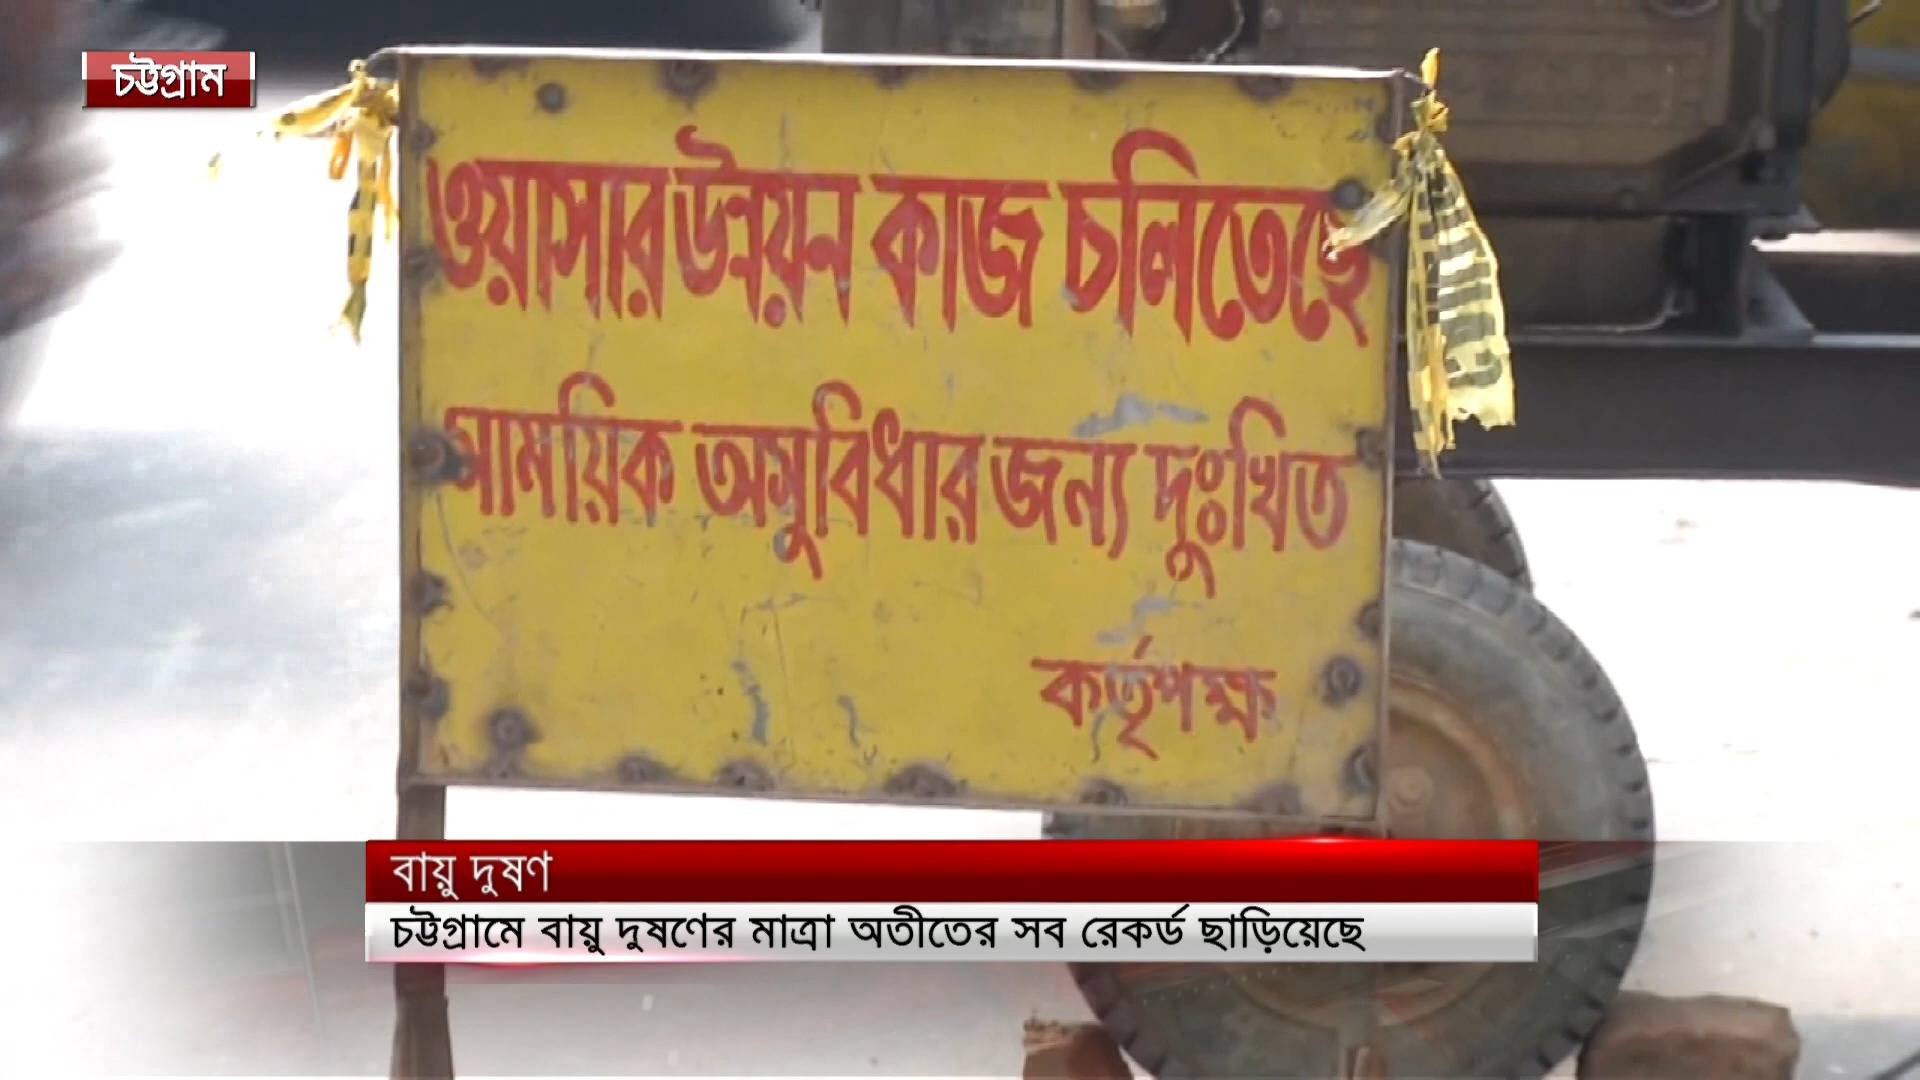 চট্টগ্রাম
ওয়াসার উন্নয়ন কাজ চলিতেছে
সাময়িক অসুবিধার জন্য দুঃখিত
কর্তৃপক্ষ
বায়ু দুষণ
চট্টগ্রামে বায়ু দুষণের মাত্রা অতীতের সব রেকর্ড ছাড়িয়েছে